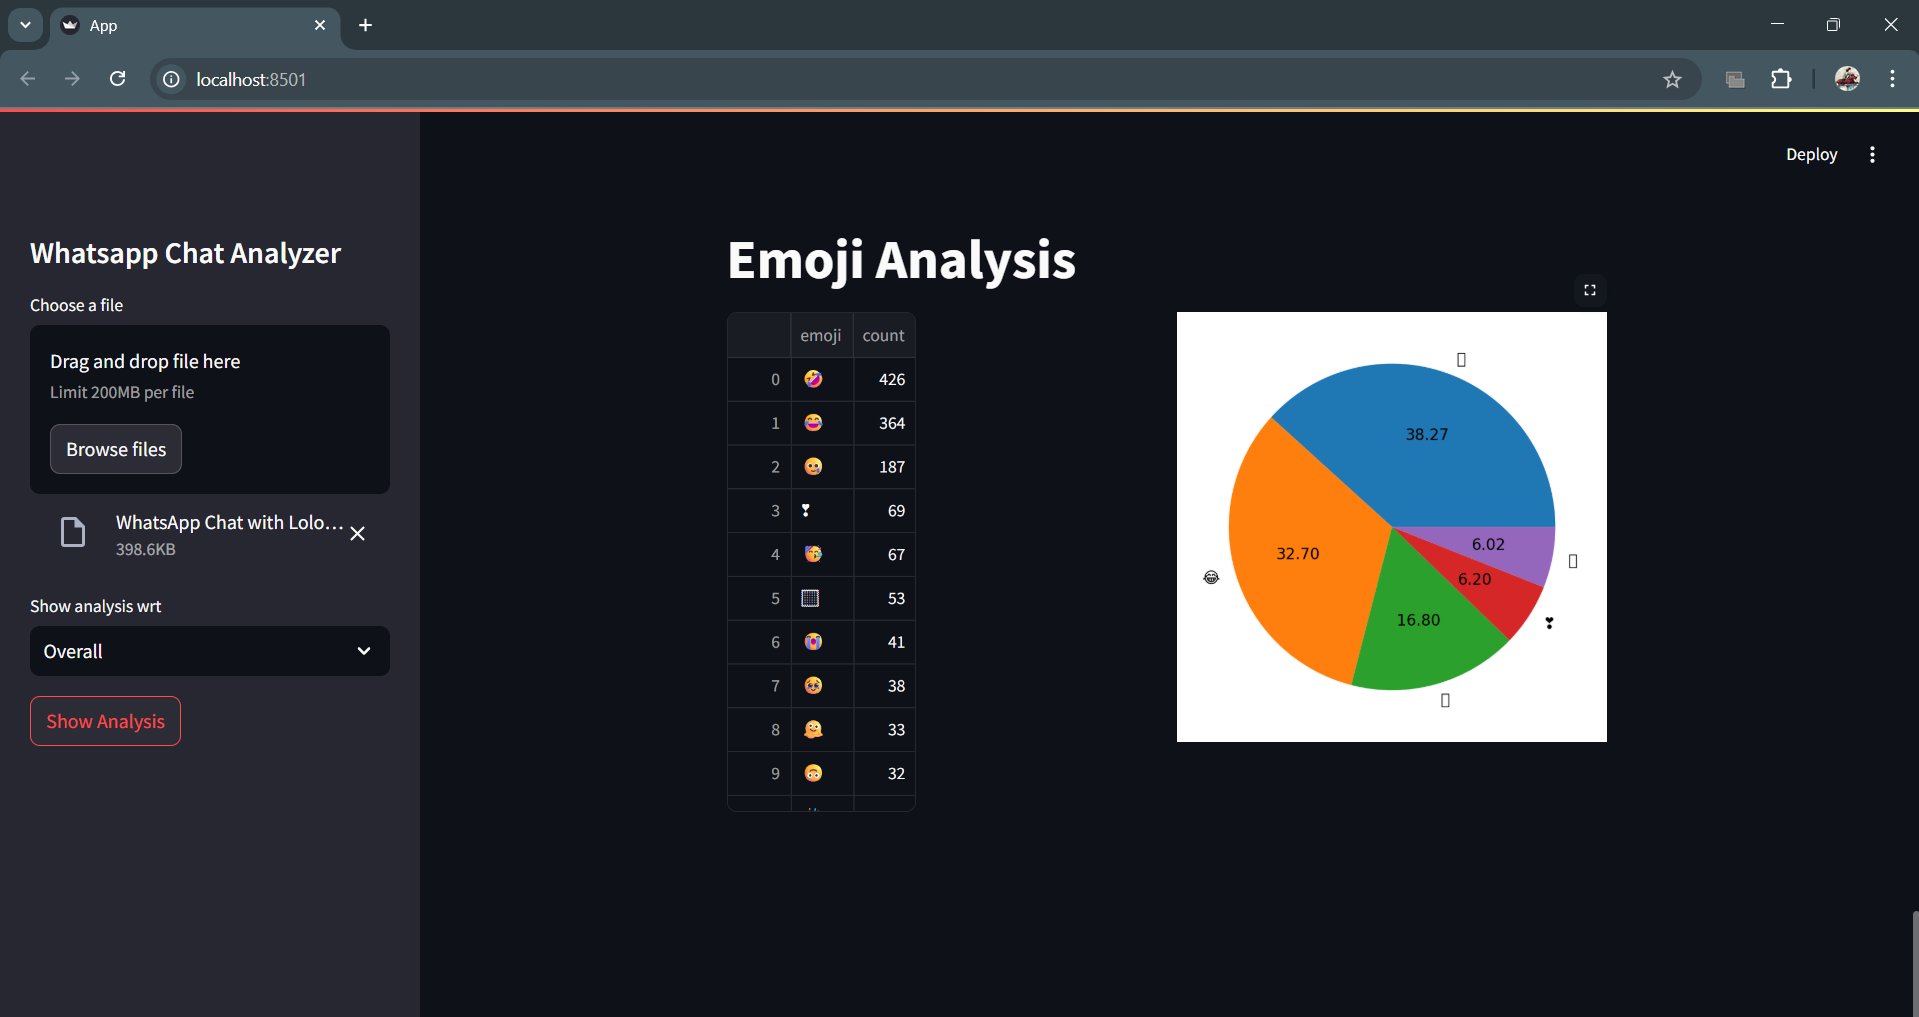 App
localhost:8501
Deploy
Whatsapp Chat Analyzer
Choose a file
Drag and drop file here
Limit 200MB per file
Browse files
WhatsApp Chat with Lolo...
398.6KB
Show analysis wrt
Overall
Show Analysis
Emoji Analysis
emoji count
0 🤣 426
1 😂 364
2 🥲 187
3 ❣ 69
4 🥳 67
5 53
6 😭 41
7 🥹 38
8 🫠 33
9 🙃 32
38.27
32.70
16.80
6.20
6.02
😂
❣